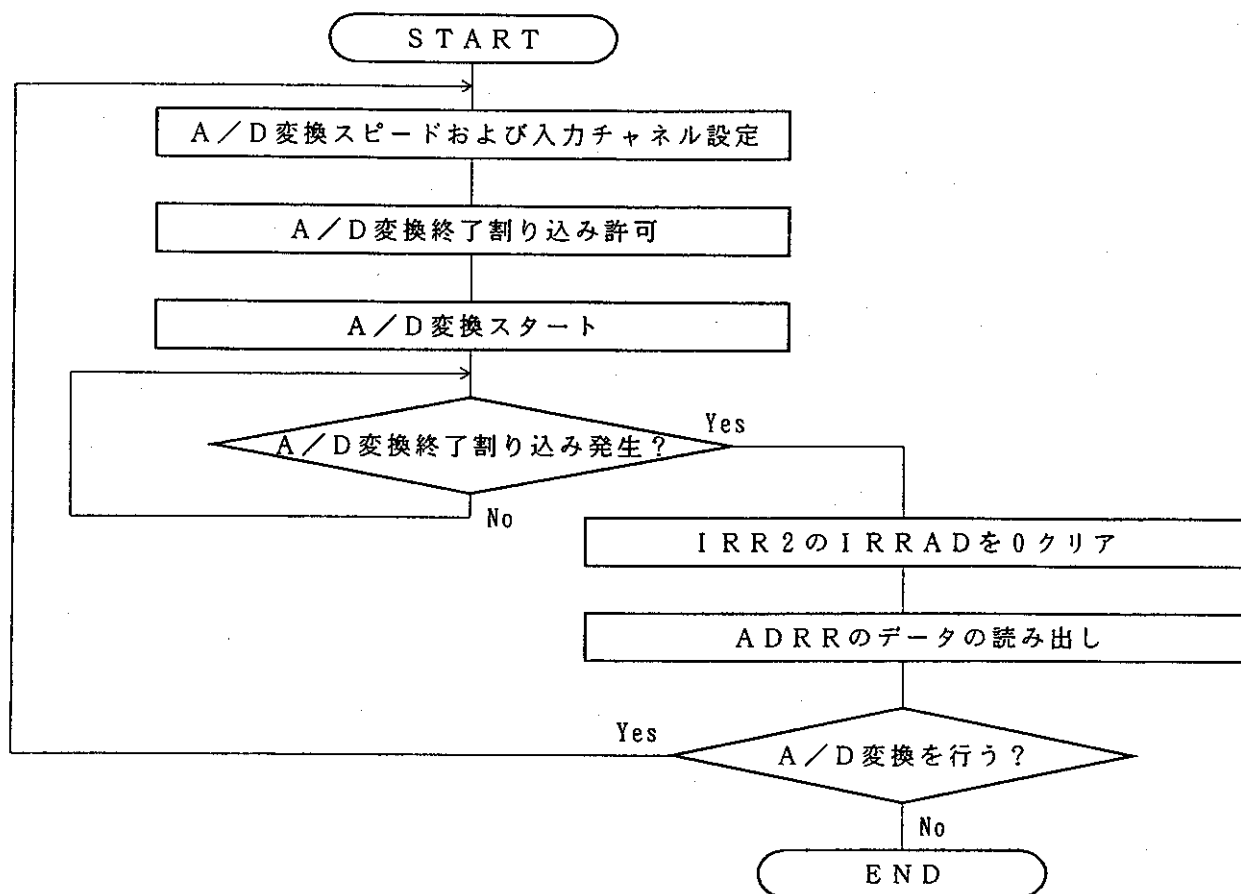 START
A/D変換スピードおよび入力チャネル設定
A/D変換終了割り込み許可
A/D変換スタート
A/D変換終了割り込み発生?
Yes
No
IRR2のIRRADを0クリア
ADRRのデータの読み出し
Yes
A/D変換を行う?
No
END